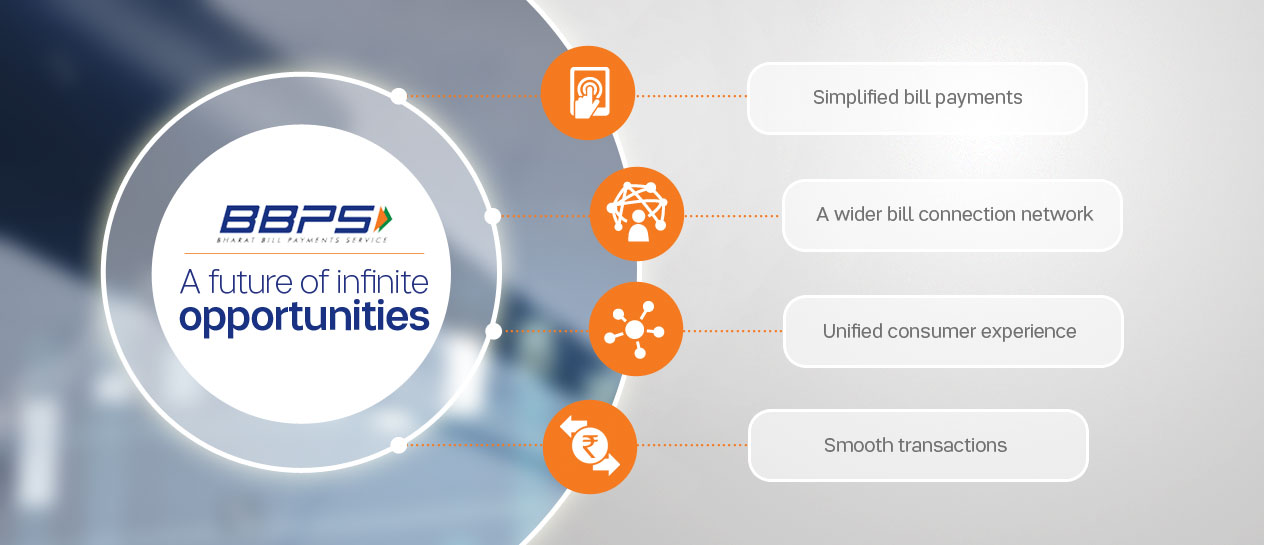 BBPS
BHARAT BILL PAYMENTS SERVICE
A future of infinite
opportunities
Simplified bill payments
A wider bill connection network
Unified consumer experience
₹
Smooth transactions